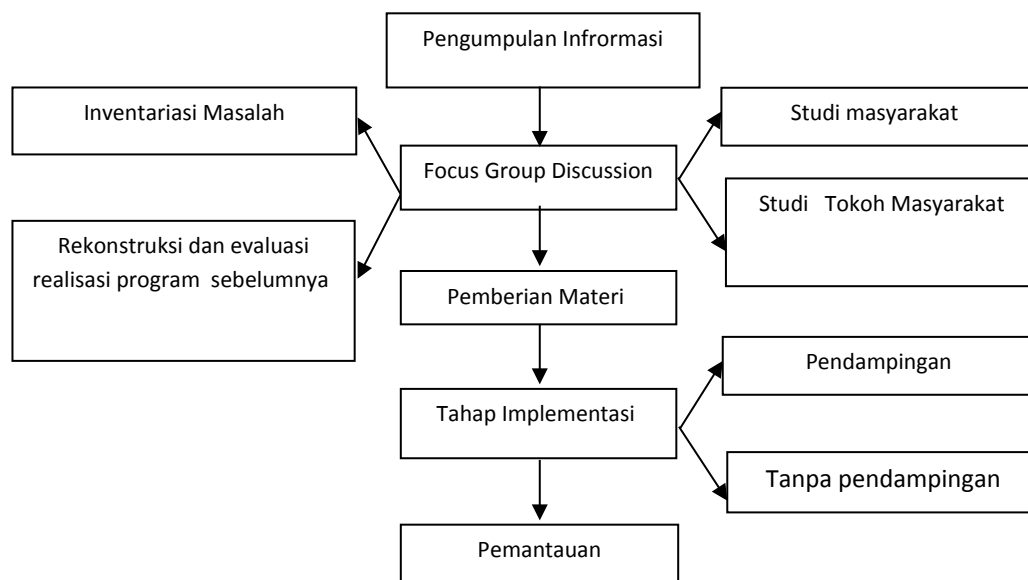 Pengumpulan Infrormasi
Inventariasi Masalah
Studi masyarakat
Focus Group Discussion
Studi Tokoh Masyarakat
Rekonstruksi dan evaluasi
realisasi program sebelumnya
Pemberian Materi
Pendampingan
Tahap Implementasi
Tanpa pendampingan
Pemantauan